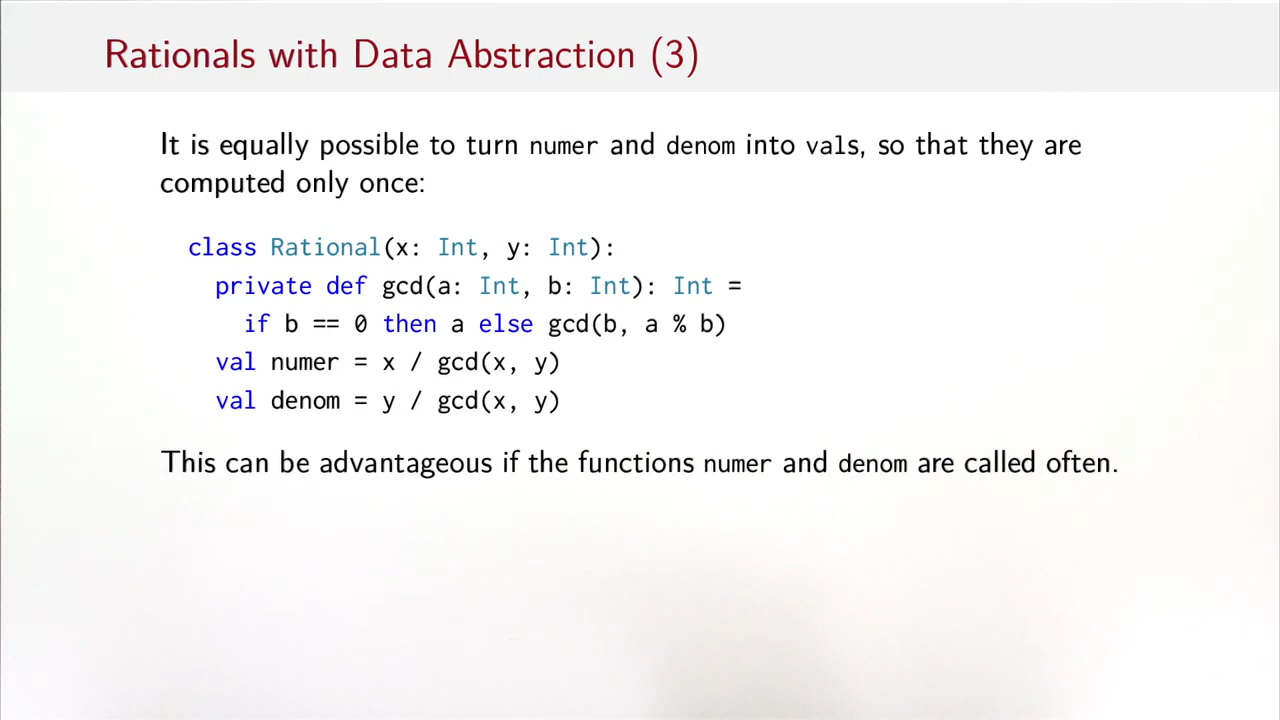 Rationals with Data Abstraction (3)
It is equally possible to turn numer and denom into vals, so that they are
computed only once:
class Rational(x: Int, y: Int):
  private def gcd(a: Int, b: Int): Int =
    if b == 0 then a else gcd(b, a % b)
  val numer = x / gcd(x, y)
  val denom = y / gcd(x, y)
This can be advantageous if the functions numer and denom are called often.